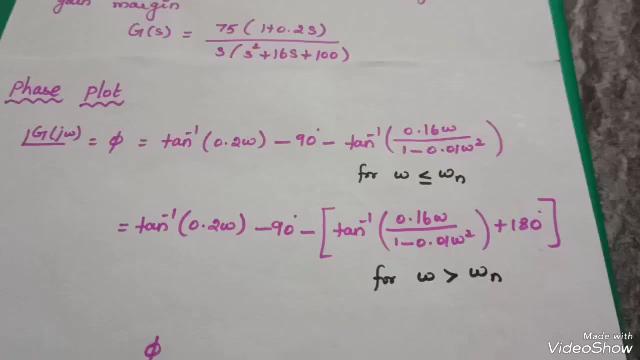 gain margin
G(s) = 75 (1+0.2s) / s(s²+16s+100)
Phase Plot
∠G(jω) = ϕ = tan⁻¹(0.2ω) − 90° − tan⁻¹(0.16ω / 1−0.01ω²)
for ω ≤ ωn
= tan⁻¹(0.2ω) − 90° − [tan⁻¹(0.16ω / 1−0.01ω²) + 180°]
for ω > ωn
ϕ
Made with
VideoShow